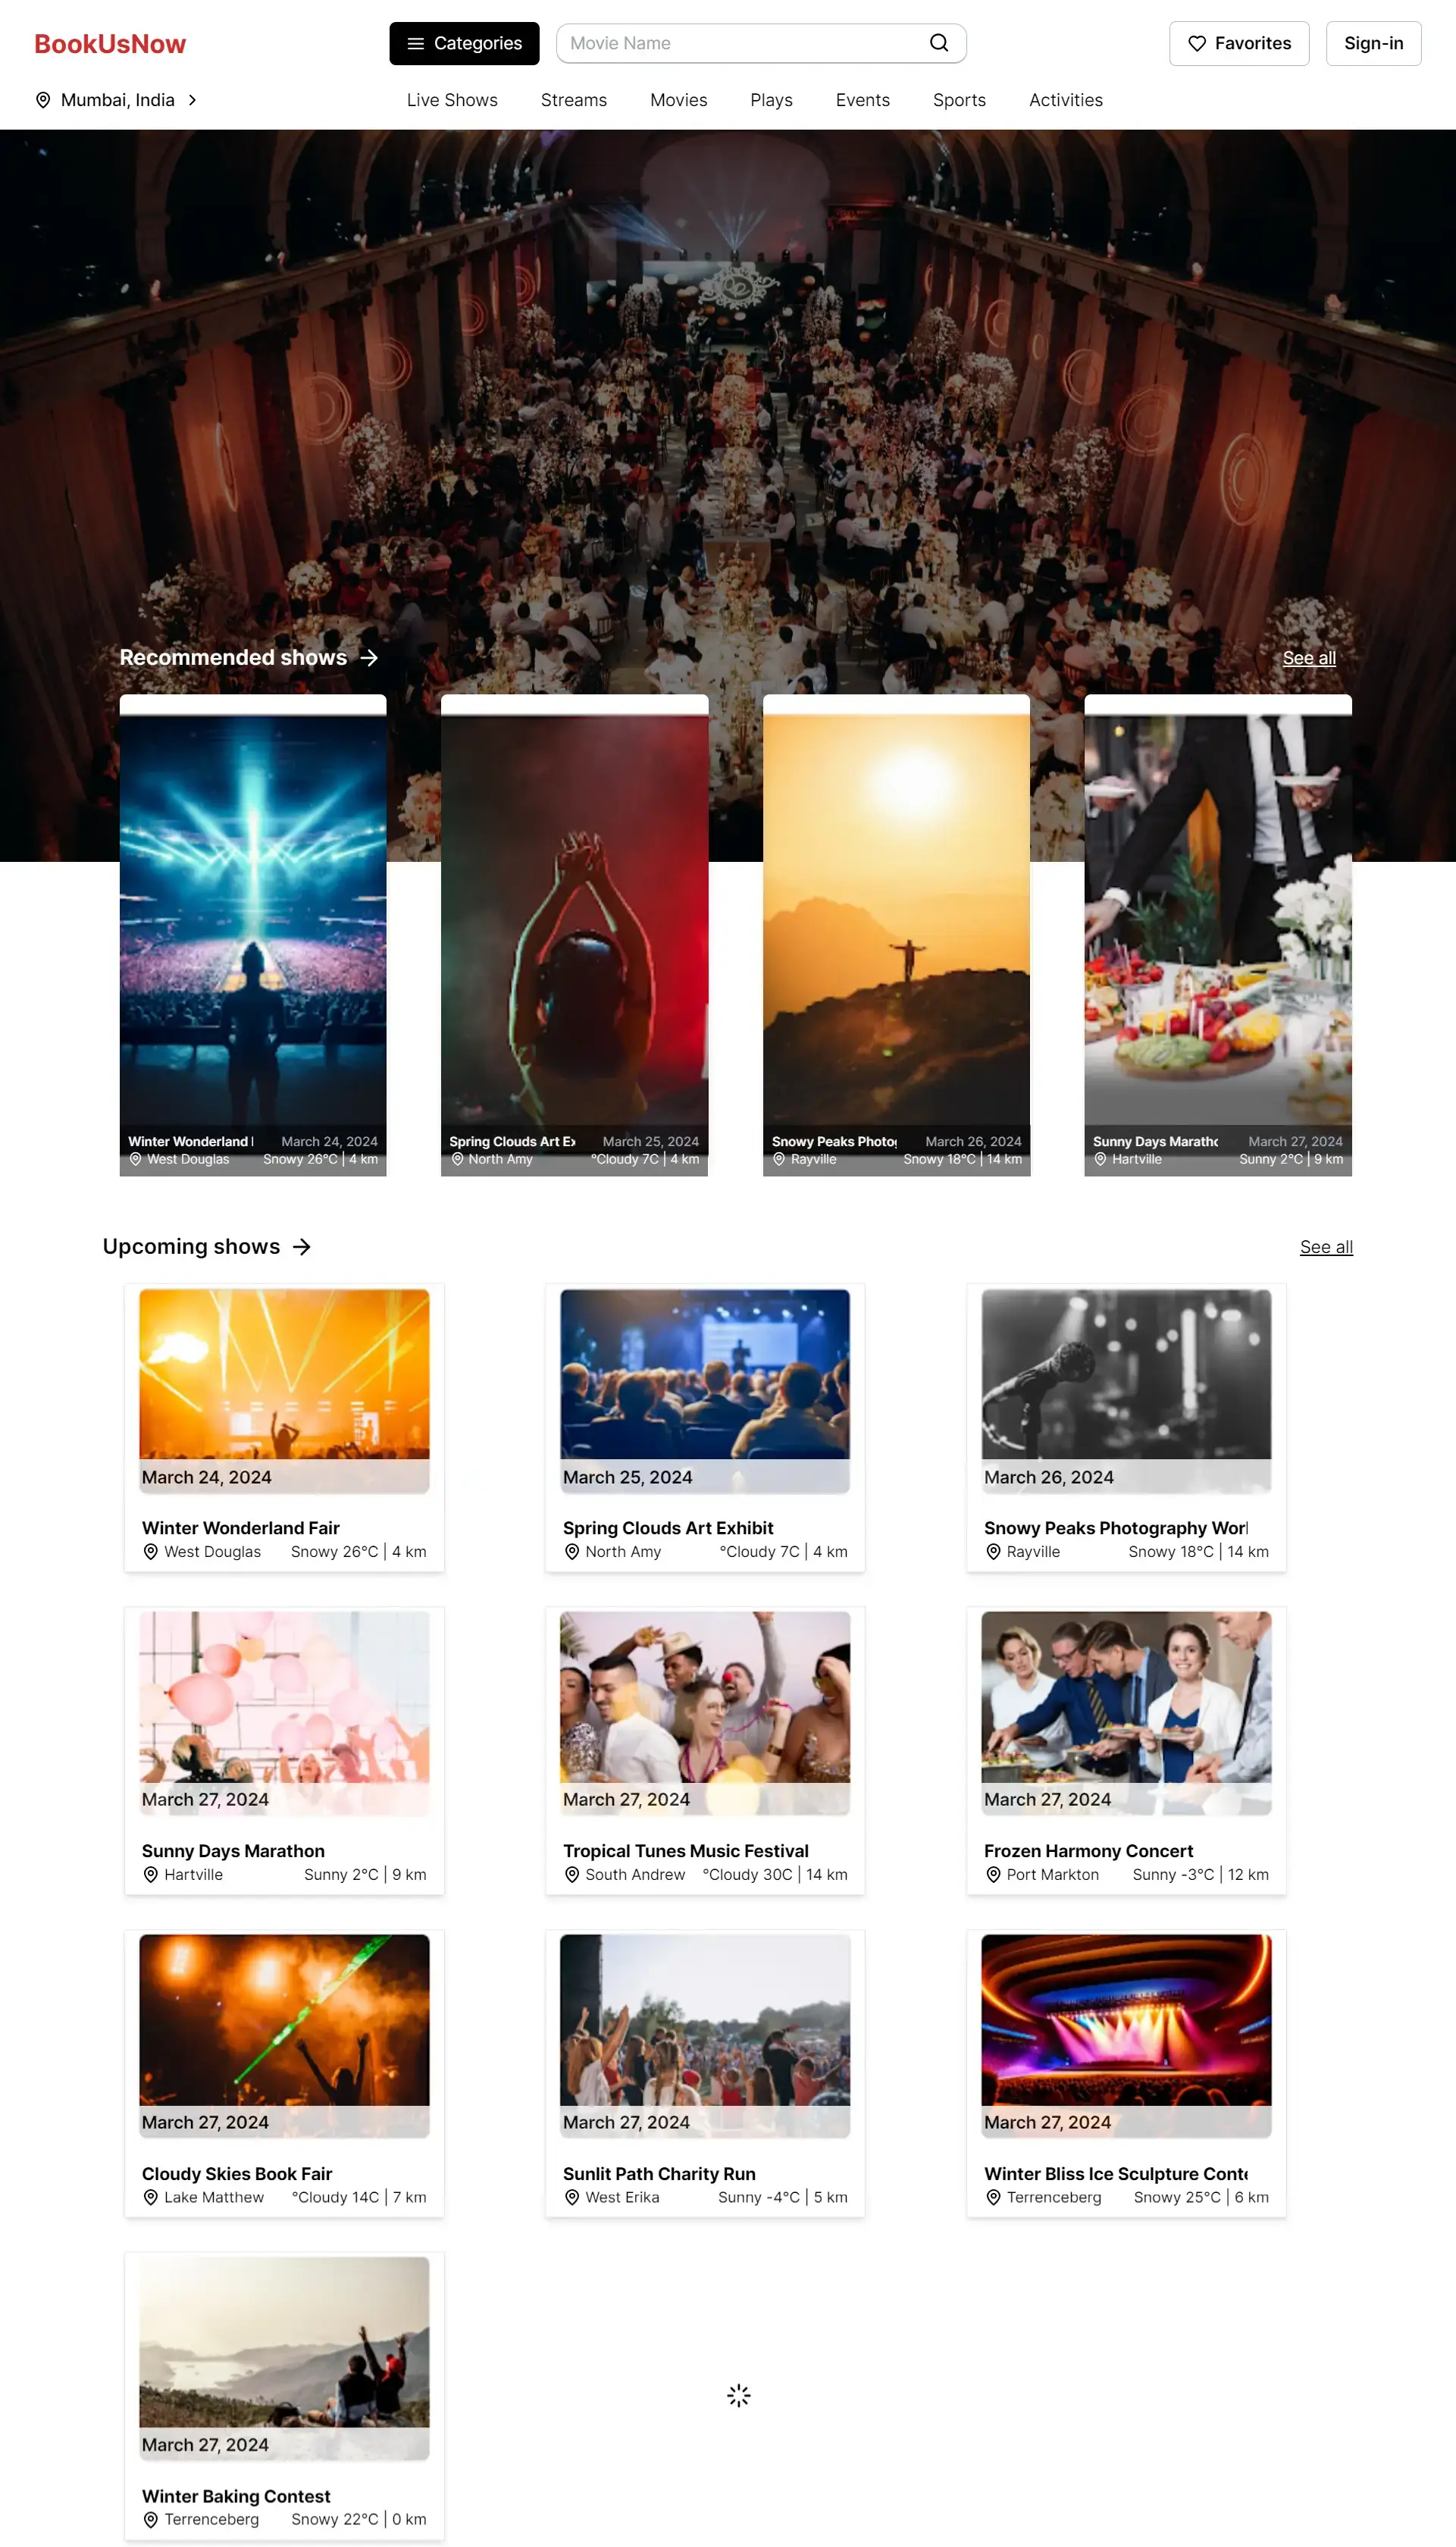 BookUsNow
Categories
Movie Name
Favorites
Sign-in
Mumbai, India
Live Shows
Streams
Movies
Plays
Events
Sports
Activities
Recommended shows
See all
Winter Wonderland
March 24, 2024
West Douglas
Snowy 26°C | 4 km
Spring Clouds Art Ex
March 25, 2024
North Amy
°Cloudy 7C | 4 km
Snowy Peaks Photog
March 26, 2024
Rayville
Snowy 18°C | 14 km
Sunny Days Maratho
March 27, 2024
Hartville
Sunny 2°C | 9 km
Upcoming shows
See all
March 24, 2024
Winter Wonderland Fair
West Douglas
Snowy 26°C | 4 km
March 25, 2024
Spring Clouds Art Exhibit
North Amy
°Cloudy 7C | 4 km
March 26, 2024
Snowy Peaks Photography Worl
Rayville
Snowy 18°C | 14 km
March 27, 2024
Sunny Days Marathon
Hartville
Sunny 2°C | 9 km
March 27, 2024
Tropical Tunes Music Festival
South Andrew
°Cloudy 30C | 14 km
March 27, 2024
Frozen Harmony Concert
Port Markton
Sunny -3°C | 12 km
March 27, 2024
Cloudy Skies Book Fair
Lake Matthew
°Cloudy 14C | 7 km
March 27, 2024
Sunlit Path Charity Run
West Erika
Sunny -4°C | 5 km
March 27, 2024
Winter Bliss Ice Sculpture Conte
Terrenceberg
Snowy 25°C | 6 km
March 27, 2024
Winter Baking Contest
Terrenceberg
Snowy 22°C | 0 km